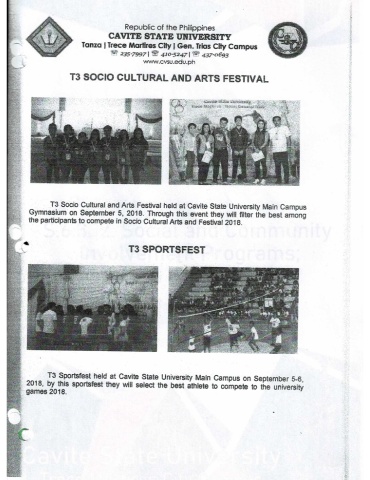 Republic of the Philippines
CAVITE STATE UNIVERSITY
Tanza | Trece Martires City | Gen. Trias City Campus
☏ 235-7997 | ☏ 410-5247 | ☏ 437-0693
www.cvsu.edu.ph
T3 SOCIO CULTURAL AND ARTS FESTIVAL
T3 Socio Cultural and Arts Festival held at Cavite State University Main Campus
Gymnasium on September 5, 2018. Through this event they will filter the best among
the participants to compete in Socio Cultural Arts and Festival 2018.
T3 SPORTSFEST
T3 Sportsfest held at Cavite State University Main Campus on September 5-6,
2018, by this sportsfest they will select the best athlete to compete to the university
games 2018.
Cavite State University